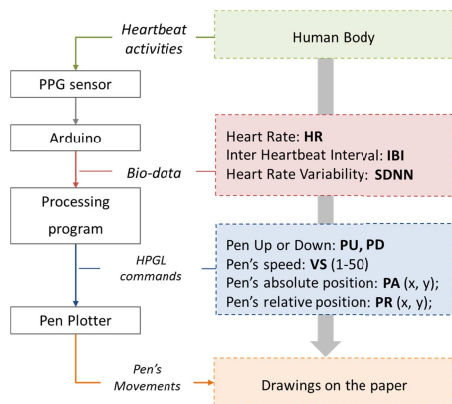 Heartbeat
activities
Human Body
PPG sensor
Arduino
Bio-data
Heart Rate: HR
Inter Heartbeat Interval: IBI
Heart Rate Variability: SDNN
Processing
program
HPGL
commands
Pen Up or Down: PU, PD
Pen's speed: VS (1-50)
Pen's absolute position: PA (x, y);
Pen's relative position: PR (x, y);
Pen Plotter
Pen's
Movements
Drawings on the paper